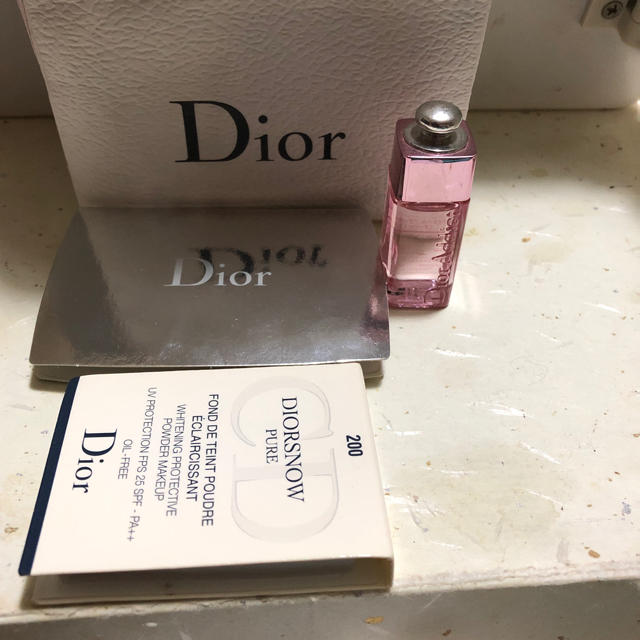 Dior
Dior
Dior Addict
200
DIORSNOW
PURE
CD
FOND DE TEINT POUDRE
ÉCLAIRCISSANT
WHITENING PROTECTIVE
POWDER MAKEUP
UV PROTECTION FPS 25 SPF - PA++
OIL-FREE
Dior